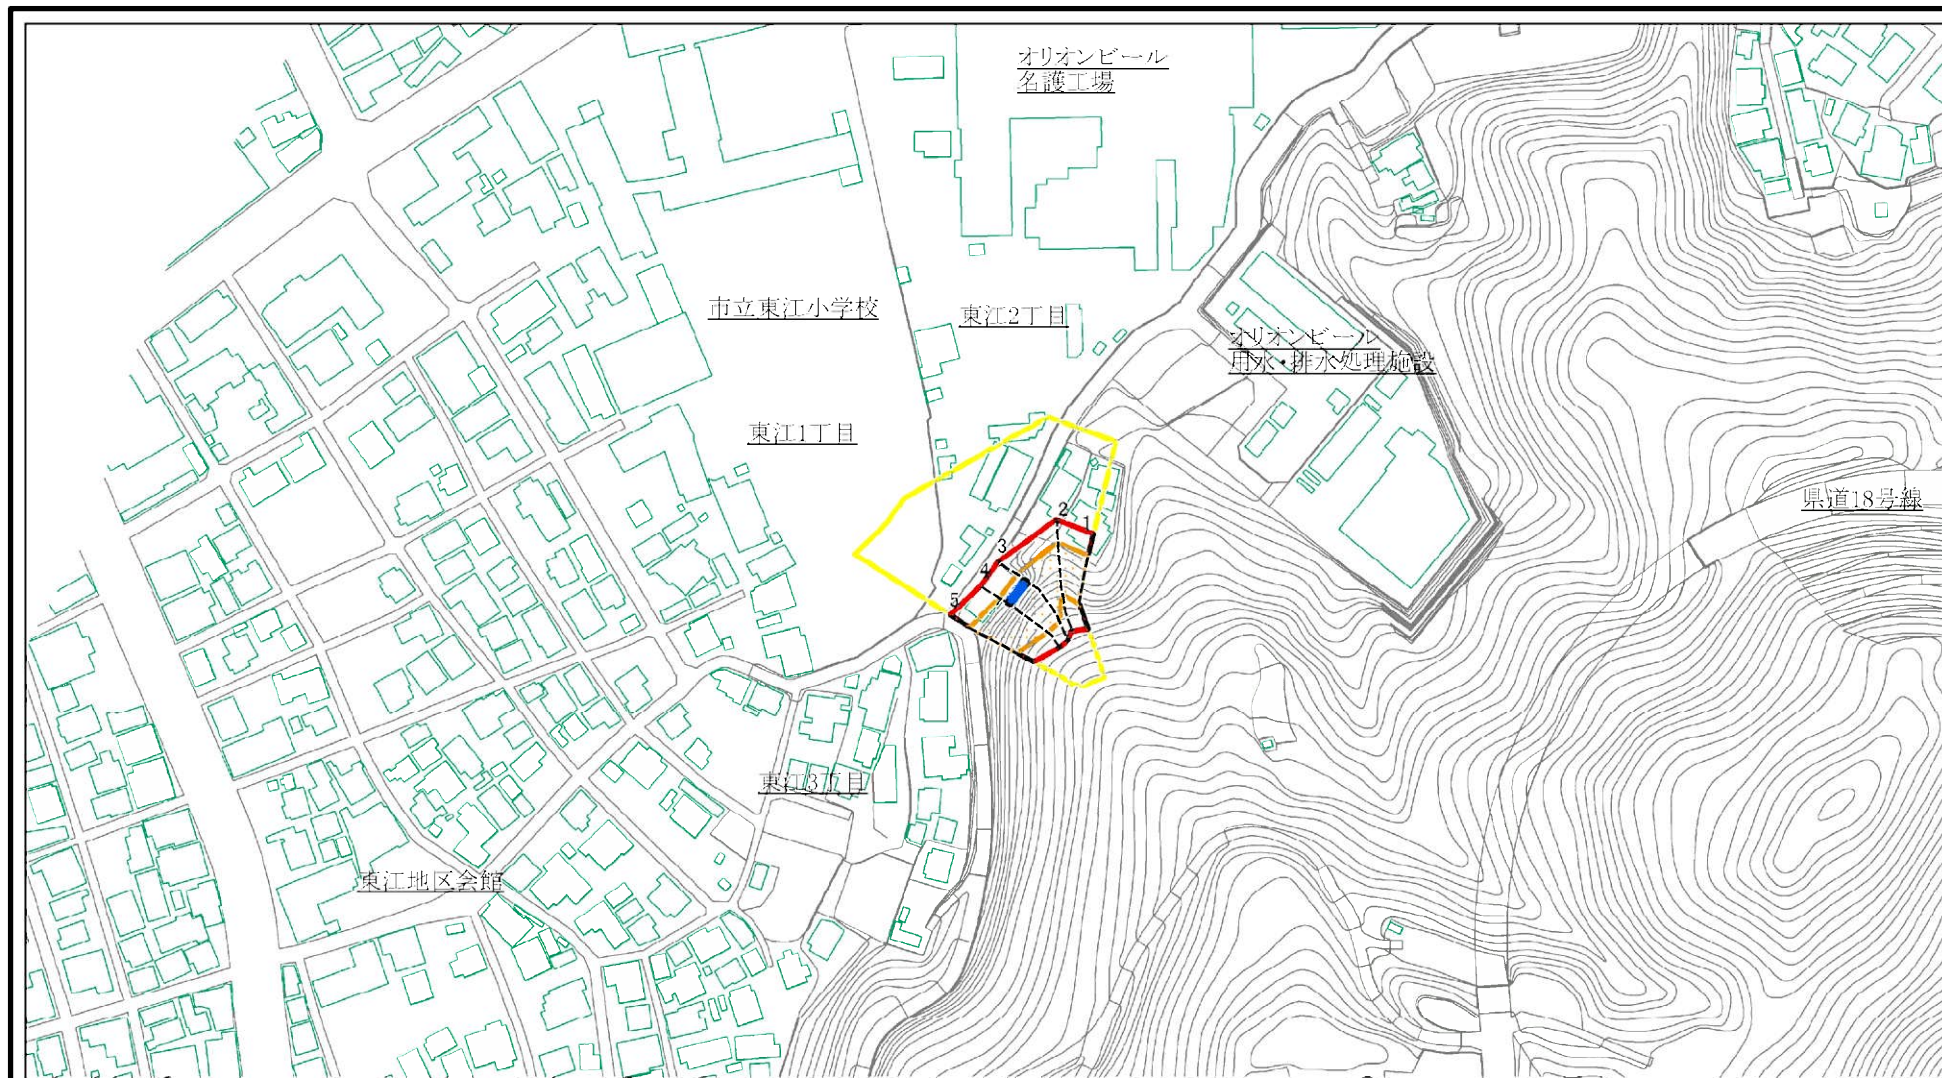 オリオンビール
名護工場
市立東江小学校
東江2丁目
オリオンビール
用水・排水処理施設
東江1丁目
県道18号線
2
1
3
4
5
東江3丁目
東江地区会館